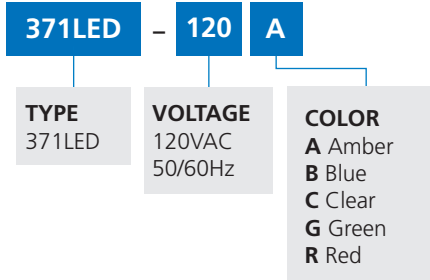 371LED – 120 A
TYPE
371LED
VOLTAGE
120VAC
50/60Hz
COLOR
A Amber
B Blue
C Clear
G Green
R Red